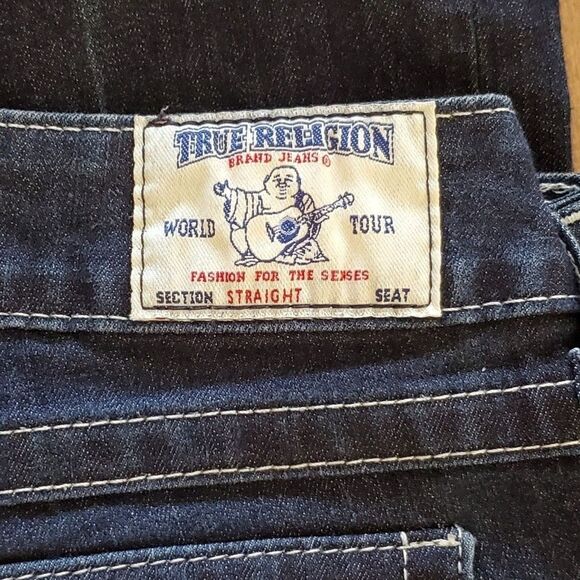 TRUE RELIGION
BRAND JEANS ®
WORLD TOUR
FASHION FOR THE SENSES
SECTION STRAIGHT SEAT